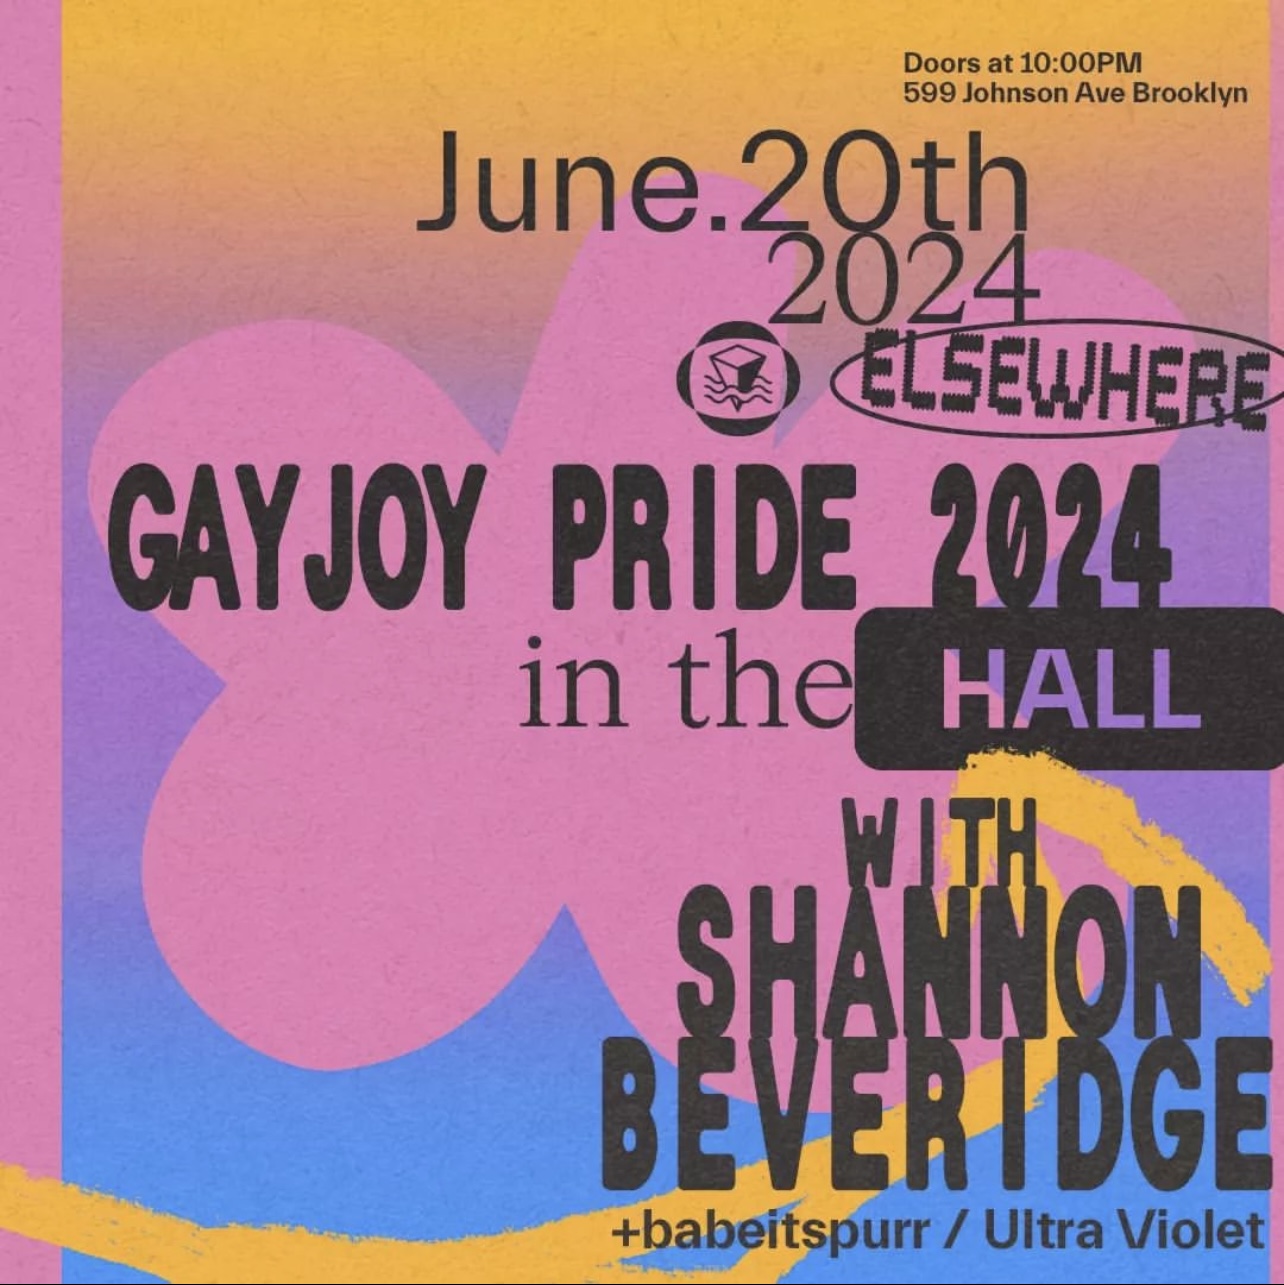 Doors at 10:00PM
599 Johnson Ave Brooklyn
June.20th
2024
ELSEWHERE
GAYJOY PRIDE 2024
in the HALL
WITH
SHANNON
BEVERIDGE
+babeitspurr / Ultra Violet